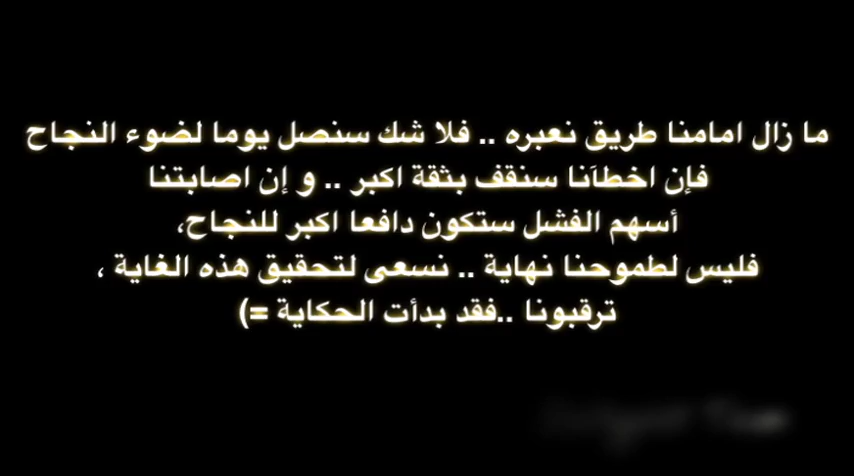 ما زال امامنا طريق نعبره .. فلا شك سنصل يوما لضوء النجاح
فإن اخطآنا سنقف بثقة اكبر .. و إن اصابتنا
أسهم الفشل ستكون دافعا اكبر للنجاح،
فليس لطموحنا نهاية .. نسعى لتحقيق هذه الغاية ،
ترقبونا ..فقد بدأت الحكاية =)